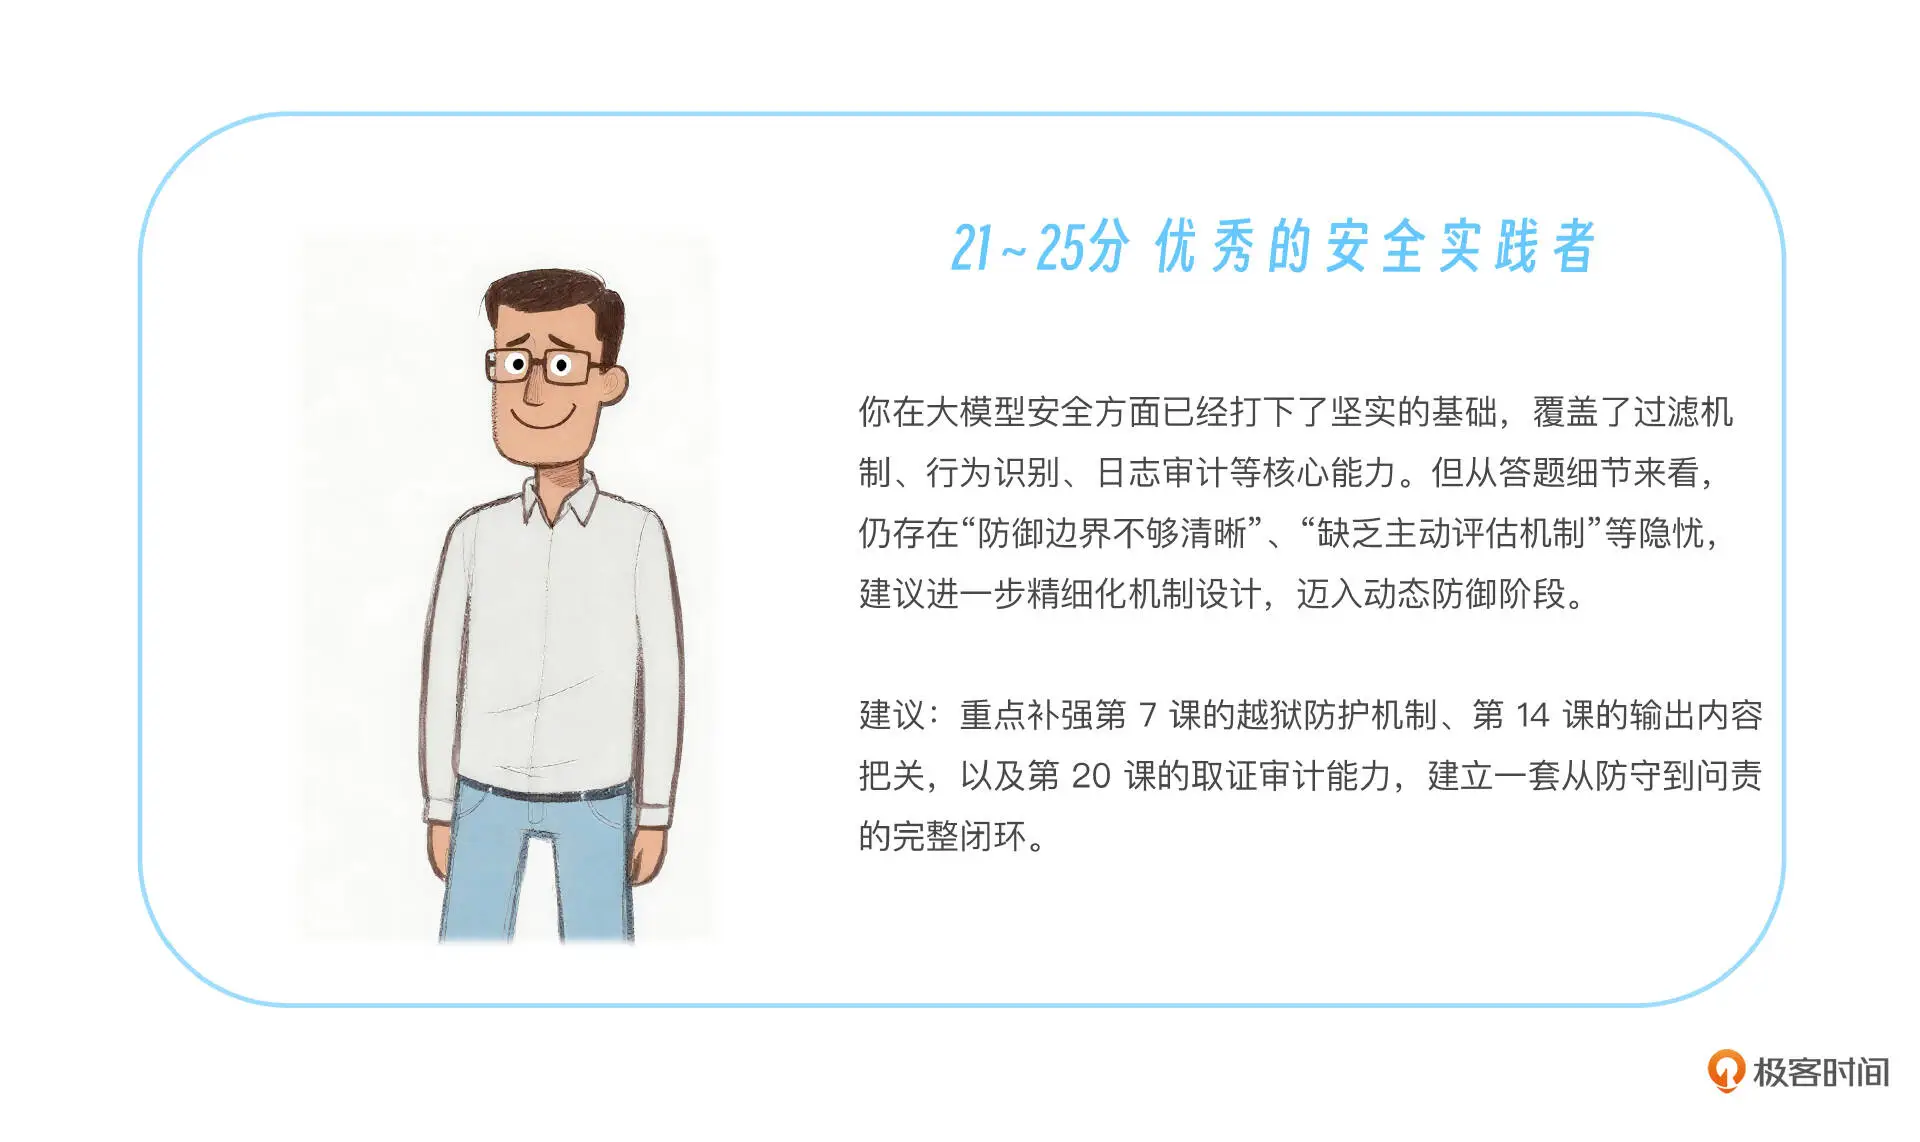 21~25分 优秀的安全实践者
你在大模型安全方面已经打下了坚实的基础，覆盖了过滤机
制、行为识别、日志审计等核心能力。但从答题细节来看，
仍存在“防御边界不够清晰”、“缺乏主动评估机制”等隐忧，
建议进一步精细化机制设计，迈入动态防御阶段。
建议：重点补强第 7 课的越狱防护机制、第 14 课的输出内容
把关，以及第 20 课的取证审计能力，建立一套从防守到问责
的完整闭环。
极客时间